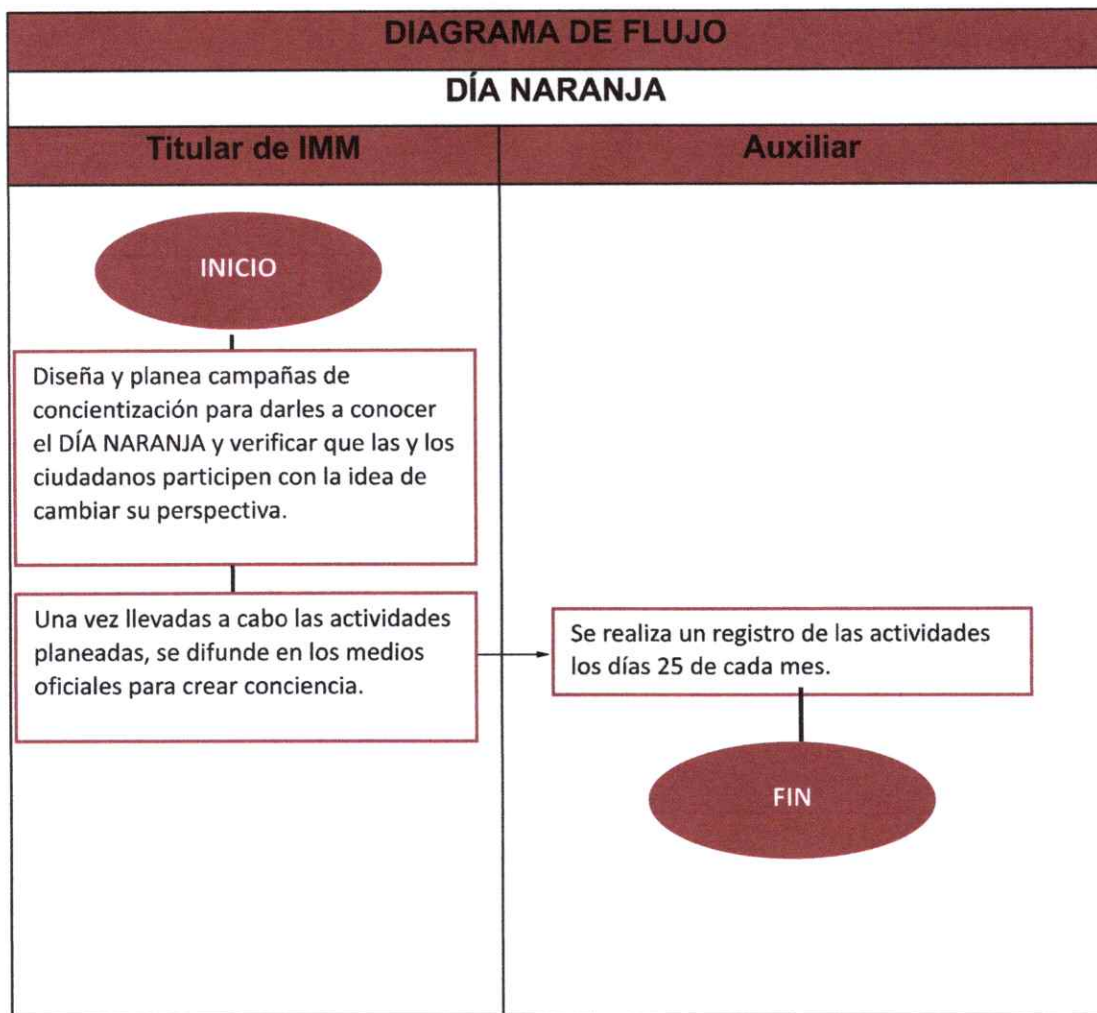 DIAGRAMA DE FLUJO
DÍA NARANJA
Titular de IMM
Auxiliar
INICIO
Diseña y planea campañas de
concientización para darles a conocer
el DÍA NARANJA y verificar que las y los
ciudadanos participen con la idea de
cambiar su perspectiva.
Una vez llevadas a cabo las actividades
planeadas, se difunde en los medios
oficiales para crear conciencia.
Se realiza un registro de las actividades
los días 25 de cada mes.
FIN